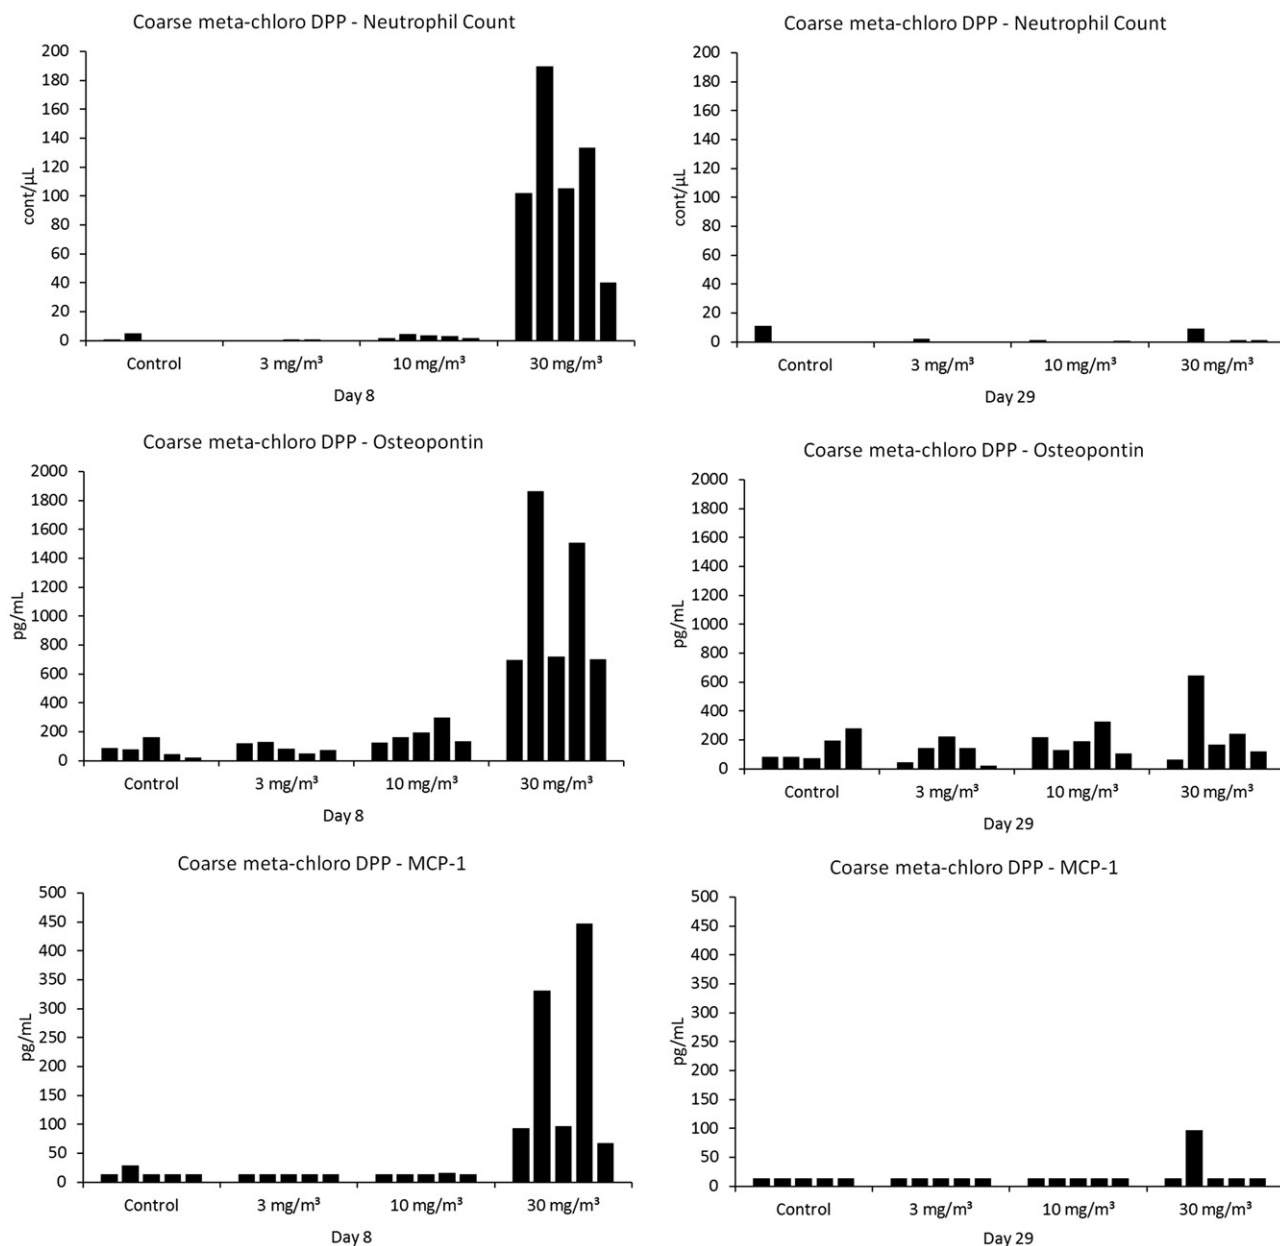 Coarse meta-chloro DPP - Neutrophil Count
200
180
160
140
120
100
80
60
40
20
0
cont/µL
Control 3 mg/m³ 10 mg/m³ 30 mg/m³
Day 8
Coarse meta-chloro DPP - Neutrophil Count
200
180
160
140
120
100
80
60
40
20
0
cont/µL
Control 3 mg/m³ 10 mg/m³ 30 mg/m³
Day 29
Coarse meta-chloro DPP - Osteopontin
2000
1800
1600
1400
1200
1000
800
600
400
200
0
pg/mL
Control 3 mg/m³ 10 mg/m³ 30 mg/m³
Day 8
Coarse meta-chloro DPP - Osteopontin
2000
1800
1600
1400
1200
1000
800
600
400
200
0
pg/mL
Control 3 mg/m³ 10 mg/m³ 30 mg/m³
Day 29
Coarse meta-chloro DPP - MCP-1
500
450
400
350
300
250
200
150
100
50
0
pg/mL
Control 3 mg/m³ 10 mg/m³ 30 mg/m³
Day 8
Coarse meta-chloro DPP - MCP-1
500
450
400
350
300
250
200
150
100
50
0
pg/mL
Control 3 mg/m³ 10 mg/m³ 30 mg/m³
Day 29